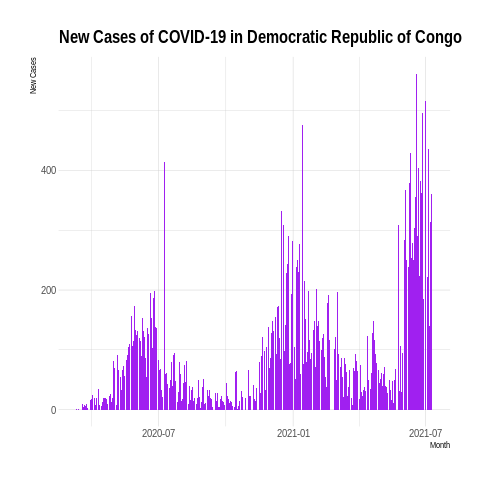 New Cases of COVID-19 in Democratic Republic of Congo
New Cases
400
200
0
2020-07
2021-01
2021-07
Month